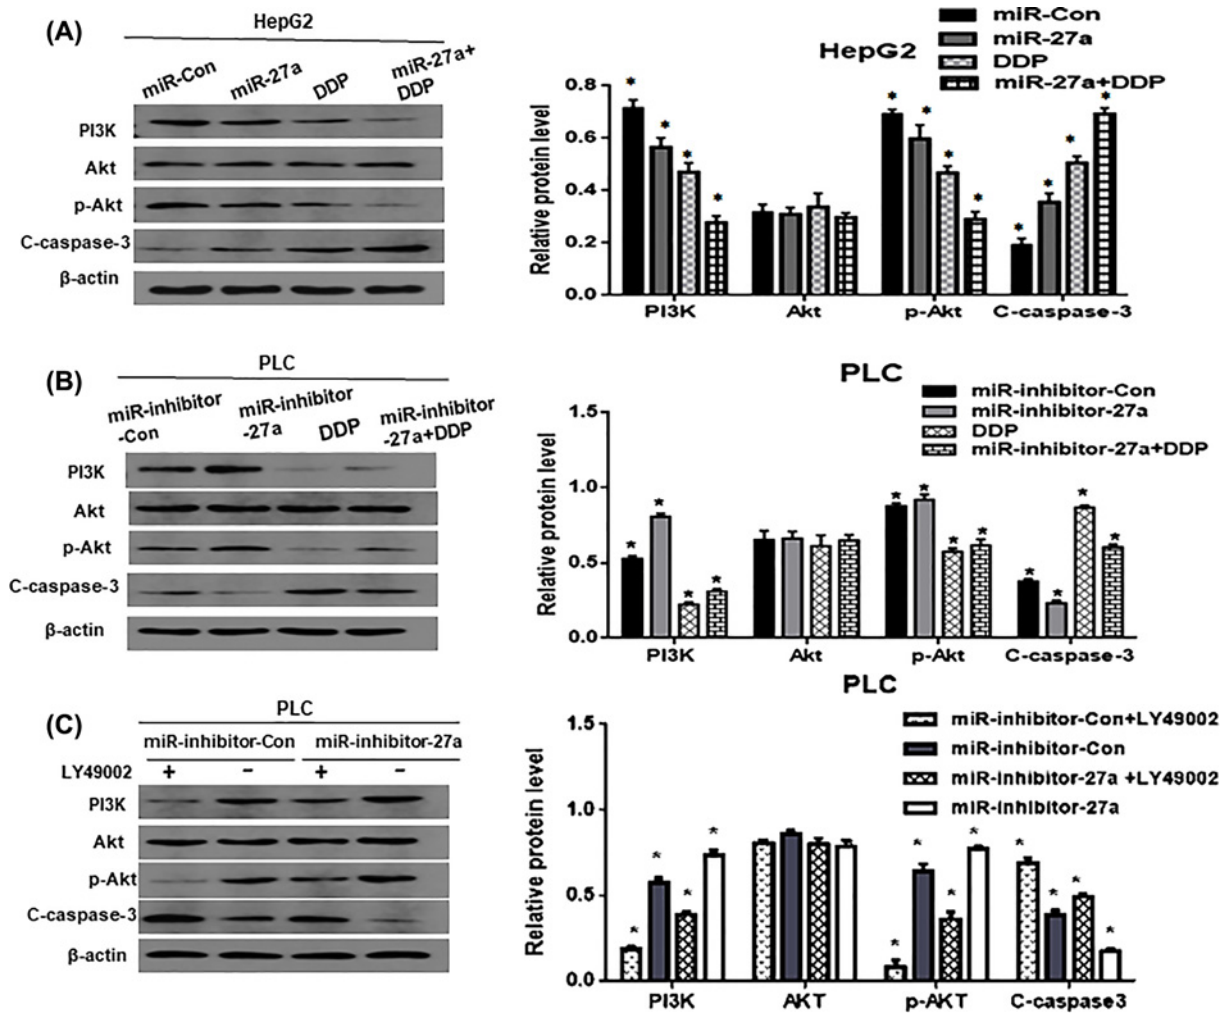 (A)
HepG2
miR-Con
miR-27a
DDP
miR-27a+
DDP
PI3K
Akt
p-Akt
C-caspase-3
β-actin
HepG2
miR-Con
miR-27a
DDP
miR-27a+DDP
Relative protein level
0.8
0.6
0.4
0.2
0.0
* * * *
* * * *
* * * *
PI3K Akt p-Akt C-caspase-3
(B)
PLC
miR-inhibitor
-Con
miR-inhibitor
-27a
DDP
miR-inhibitor
-27a+DDP
PI3K
Akt
p-Akt
C-caspase-3
β-actin
PLC
miR-inhibitor-Con
miR-inhibitor-27a
DDP
miR-inhibitor-27a+DDP
Relative protein level
1.5
1.0
0.5
0.0
* * * *
* * * *
* * * *
PI3K Akt p-Akt C-caspase-3
(C)
PLC
miR-inhibitor-Con miR-inhibitor-27a
LY49002 + - + -
PI3K
Akt
p-Akt
C-caspase-3
β-actin
PLC
miR-inhibitor-Con+LY49002
miR-inhibitor-Con
miR-inhibitor-27a +LY49002
miR-inhibitor-27a
Relative protein level
1.5
1.0
0.5
0.0
* * * *
* * * *
* * * *
PI3K AKT p-AKT C-caspase3